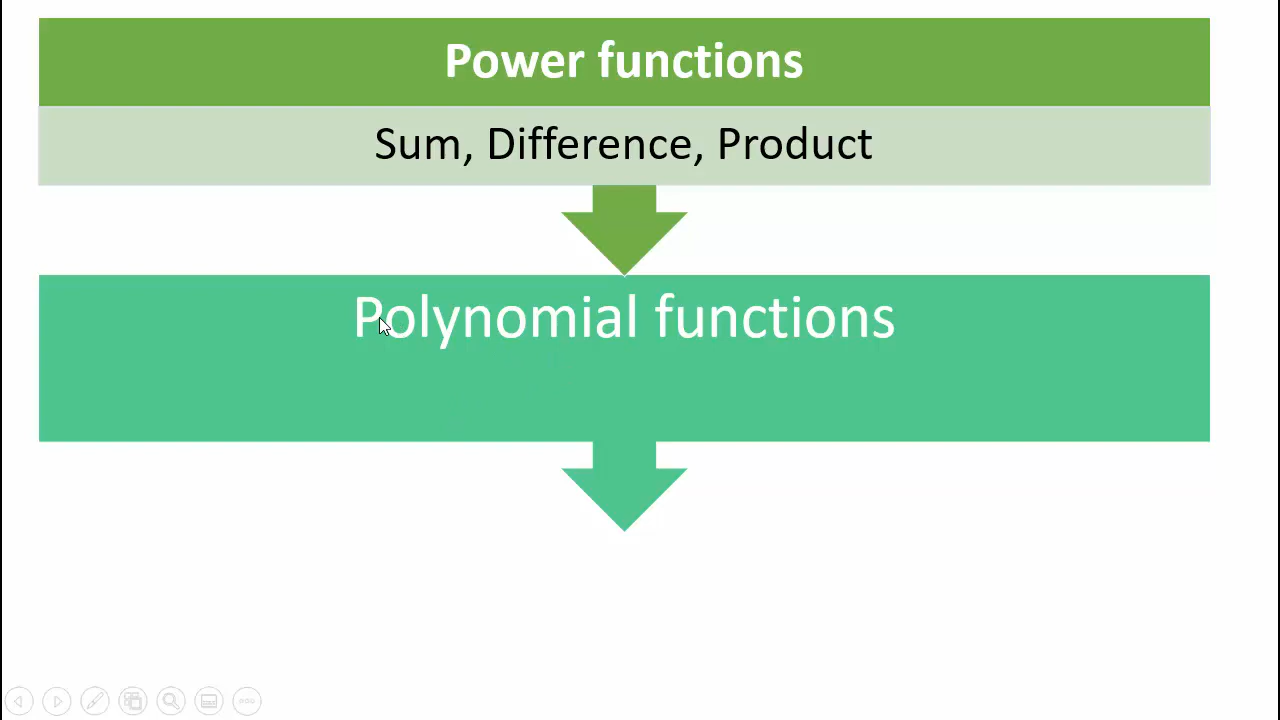 Power functions
Sum, Difference, Product
Polynomial functions